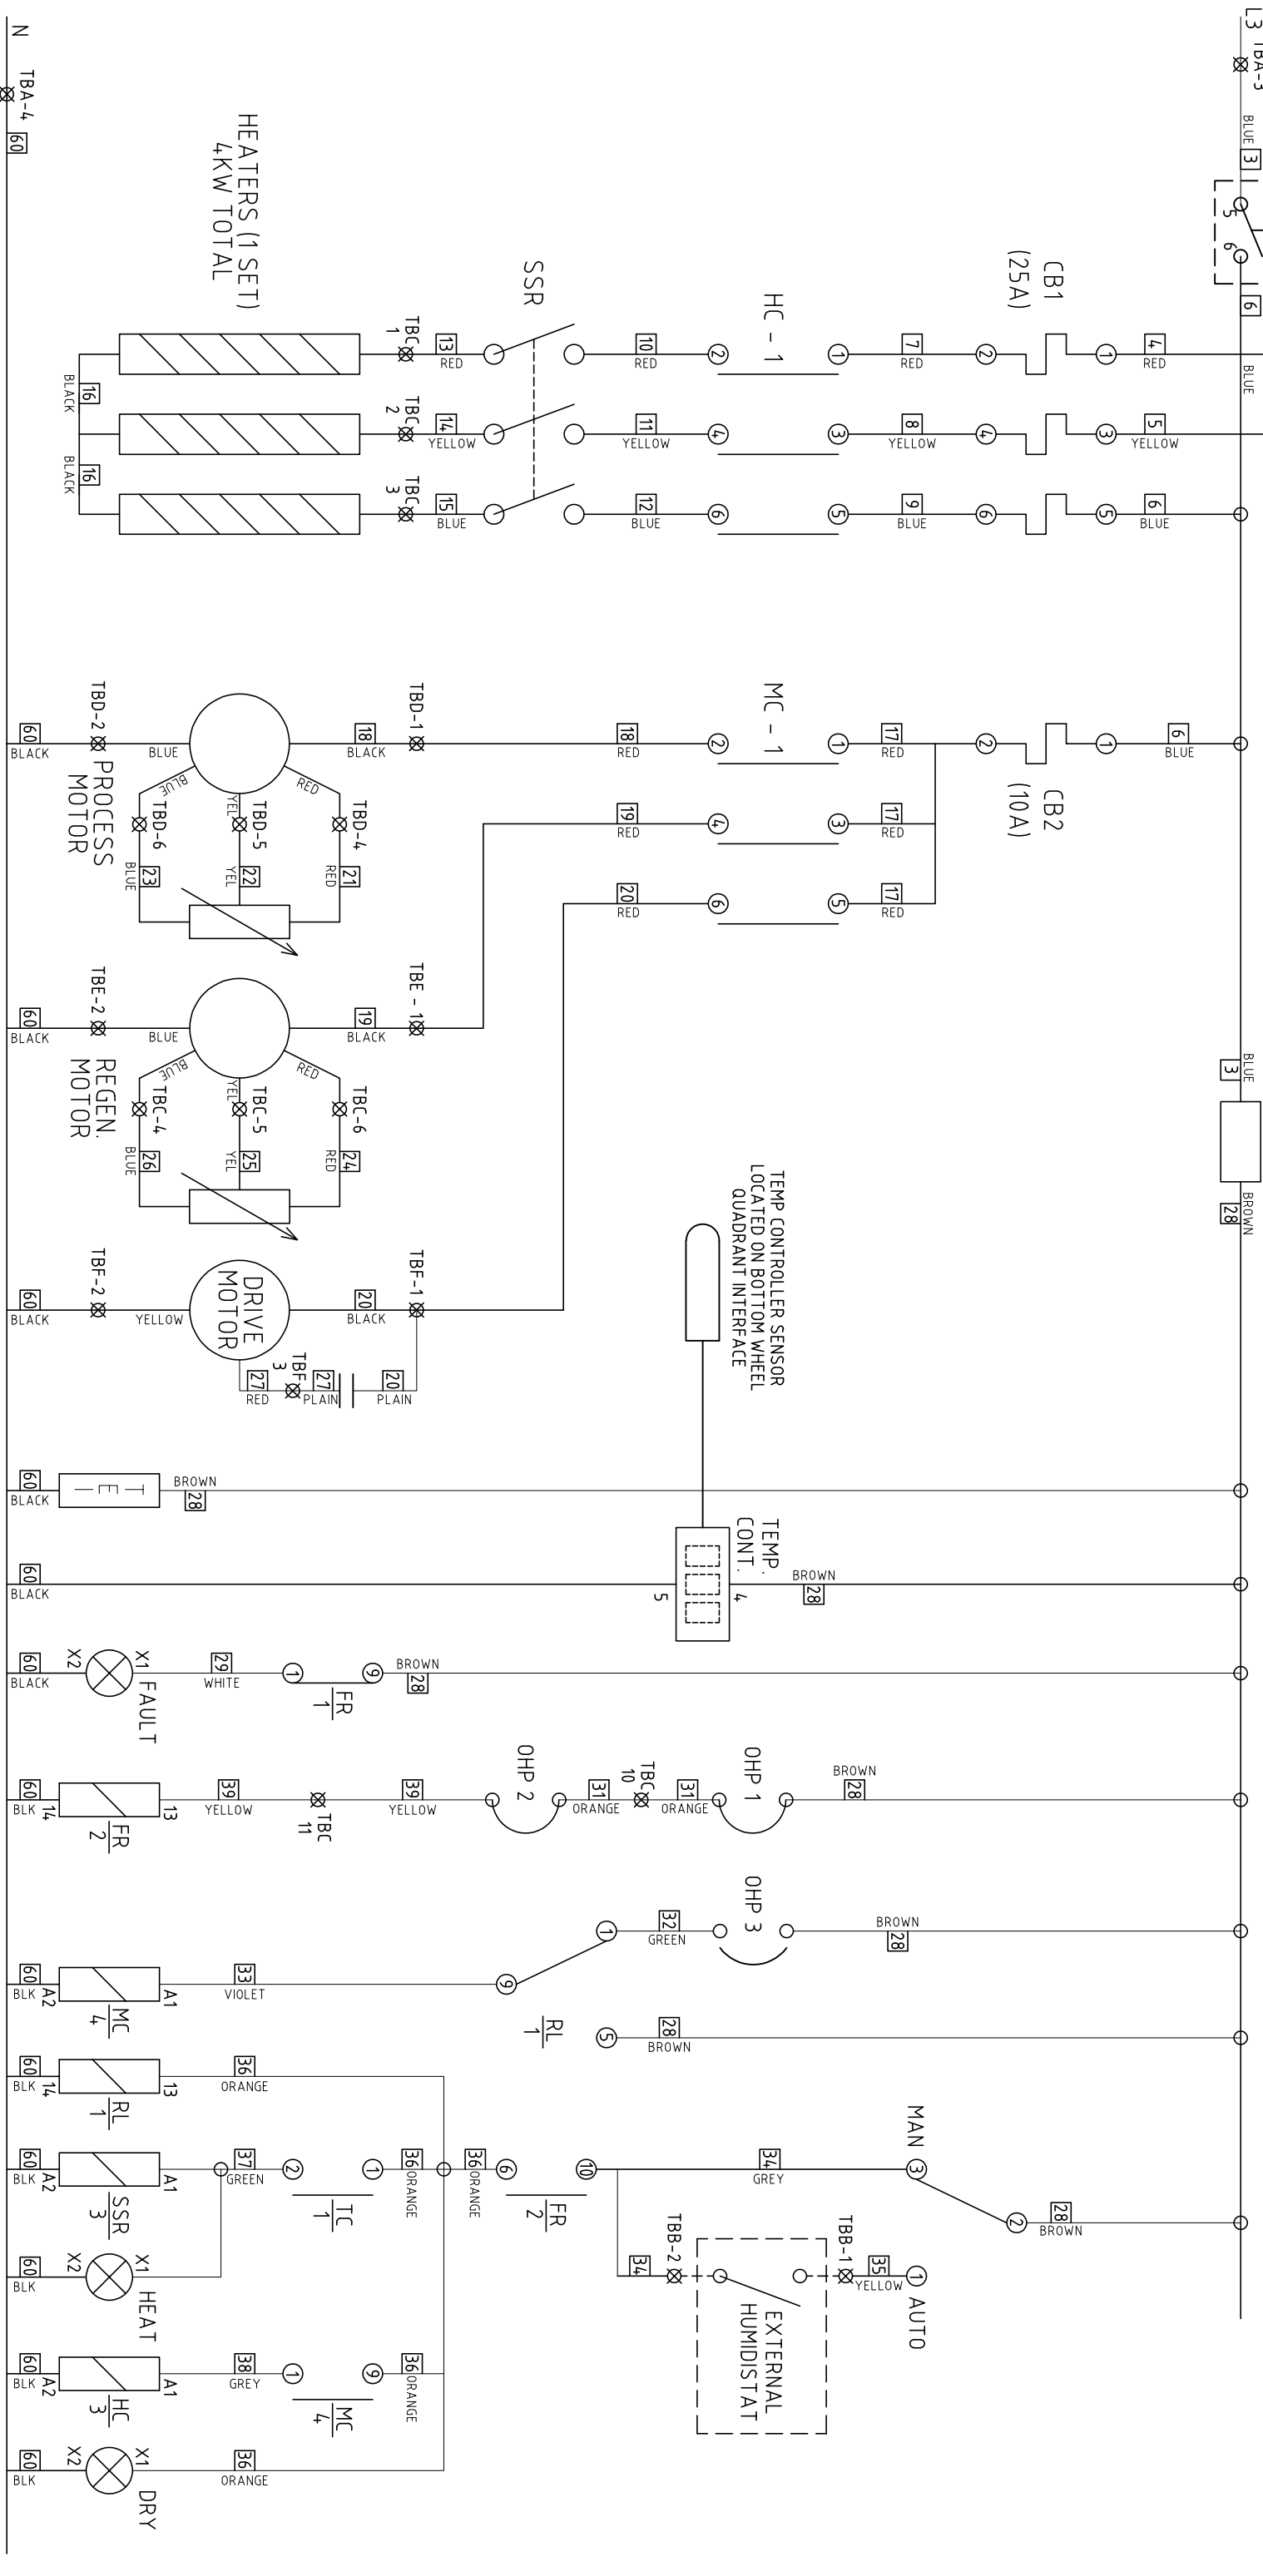 L3 TBA-3
BLUE
3
5
6
6
BLUE
BLUE
3
BROWN
28
N
TBA-4
60
HEATERS (1 SET)
4KW TOTAL
CB1
(25A)
HC - 1
SSR
4
RED
1
2
7
RED
1
2
10
RED
13
RED
TBC
1
5
YELLOW
3
4
8
YELLOW
3
4
11
YELLOW
14
YELLOW
TBC
2
6
BLUE
5
6
9
BLUE
5
6
12
BLUE
15
BLUE
TBC
3
16
BLACK
16
BLACK
6
BLUE
1
2
CB2
(10A)
17
RED
17
RED
17
RED
MC - 1
1
2
3
4
5
6
18
RED
19
RED
20
RED
TBD-1
18
BLACK
BLUE
TBD-2
60
BLACK
PROCESS
MOTOR
RED
TBD-4
RED
21
YEL
TBD-5
YEL
22
BLUE
TBD-6
BLUE
23
TBE - 1
19
BLACK
BLUE
TBE-2
60
BLACK
REGEN.
MOTOR
RED
TBC-6
RED
24
YEL
TBC-5
YEL
25
BLUE
TBC-4
BLUE
26
TBF-1
20
BLACK
DRIVE
MOTOR
YELLOW
TBF-2
60
BLACK
20
PLAIN
27
PLAIN
TBF
3
27
RED
TEMP CONTROLLER SENSOR
LOCATED ON BOTTOM WHEEL
QUADRANT INTERFACE
BROWN
28
60
BLACK
TEMP.
CONT.
BROWN
28
4
5
60
BLACK
BROWN
28
9
1
FR
1
29
WHITE
X1
FAULT
X2
60
BLACK
BROWN
28
OHP 1
31
ORANGE
TBC
10
31
ORANGE
OHP 2
39
YELLOW
TBC
11
39
YELLOW
13
FR
2
14
60
BLK
BROWN
28
OHP 3
32
GREEN
1
9
5
RL
1
28
BROWN
33
VIOLET
A1
MC
4
A2
60
BLK
36
ORANGE
13
RL
1
14
60
BLK
28
BROWN
2
MAN
3
1
AUTO
34
GREY
35
YELLOW
TBB-1
EXTERNAL
HUMIDISTAT
TBB-2
34
10
6
FR
2
36
ORANGE
36
ORANGE
1
2
TC
1
37
GREEN
A1
SSR
3
A2
60
BLK
X1
HEAT
X2
60
BLK
36
ORANGE
9
1
MC
4
38
GREY
A1
HC
3
A2
60
BLK
36
ORANGE
X1
DRY
X2
60
BLK